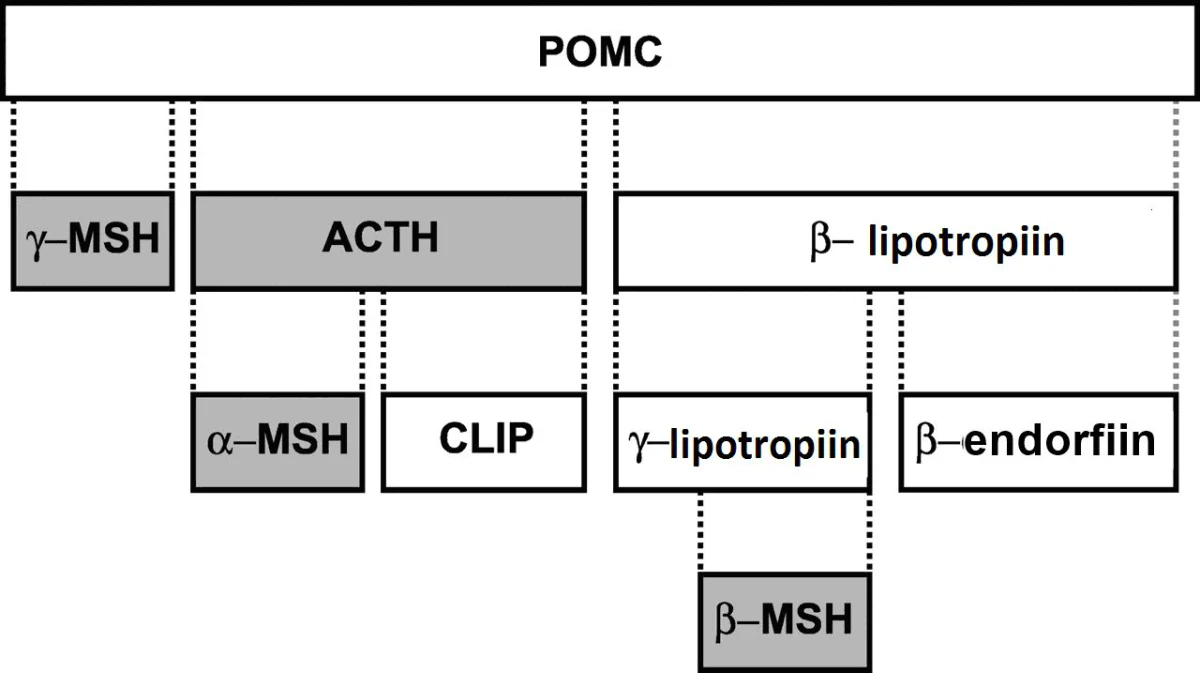 POMC
γ–MSH
ACTH
β– lipotropiin
α–MSH
CLIP
γ–lipotropiin
β–endorfiin
β–MSH